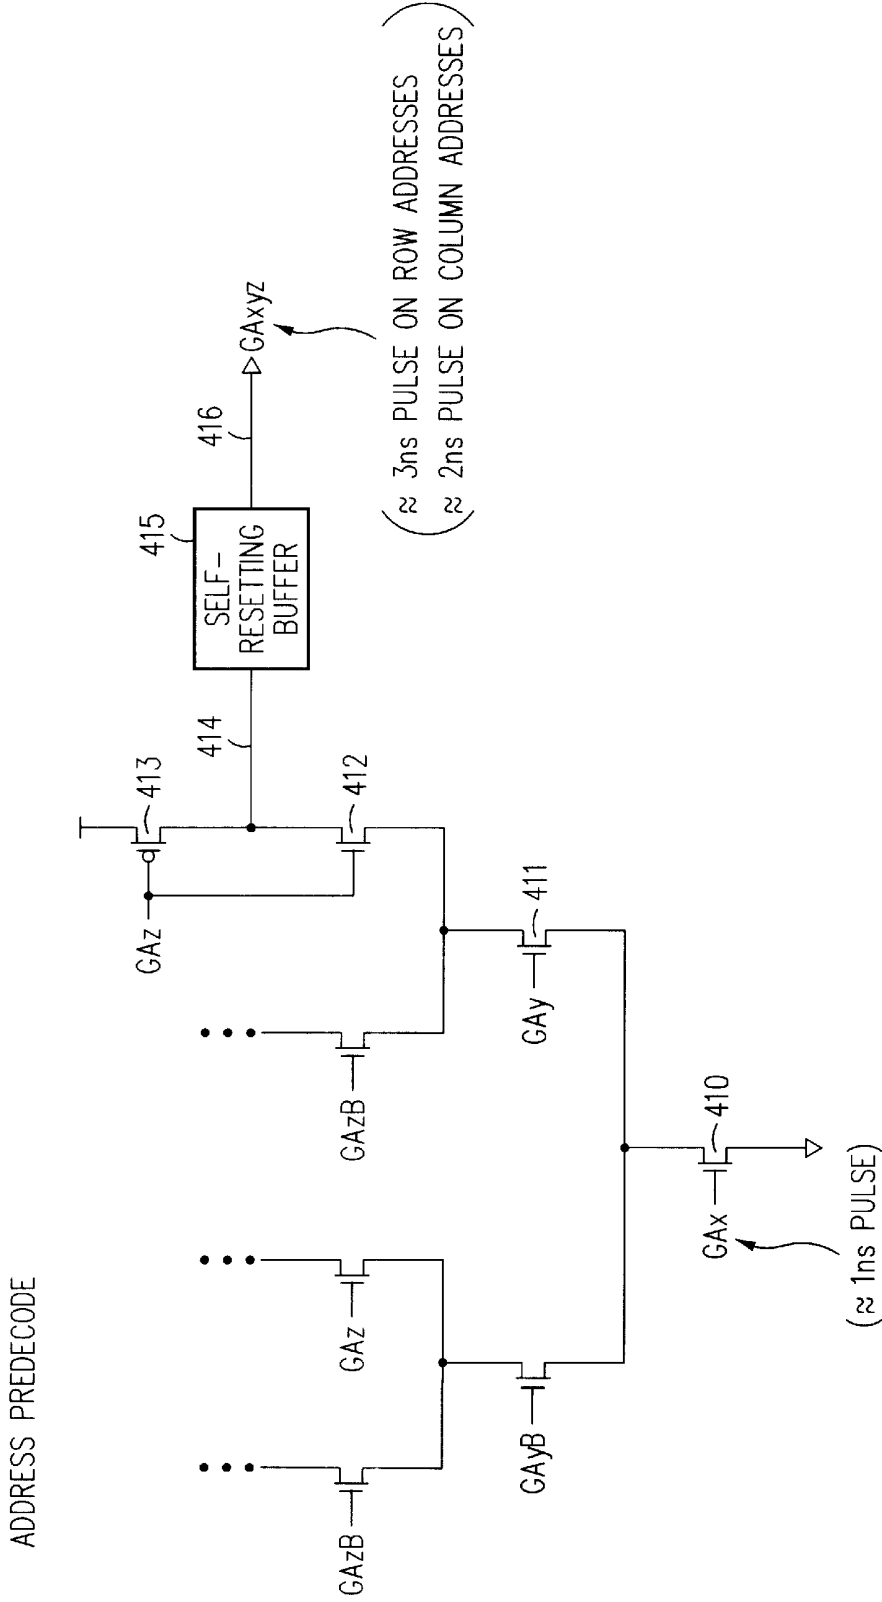 ADDRESS PREDECODE
GAzB
GAz
GAzB
GAz
413
412
414
415
SELF-
RESETTING
BUFFER
416
GAxyz
≈ 3ns PULSE ON ROW ADDRESSES
≈ 2ns PULSE ON COLUMN ADDRESSES
GAyB
GAy
411
GAx
410
(≈ 1ns PULSE)